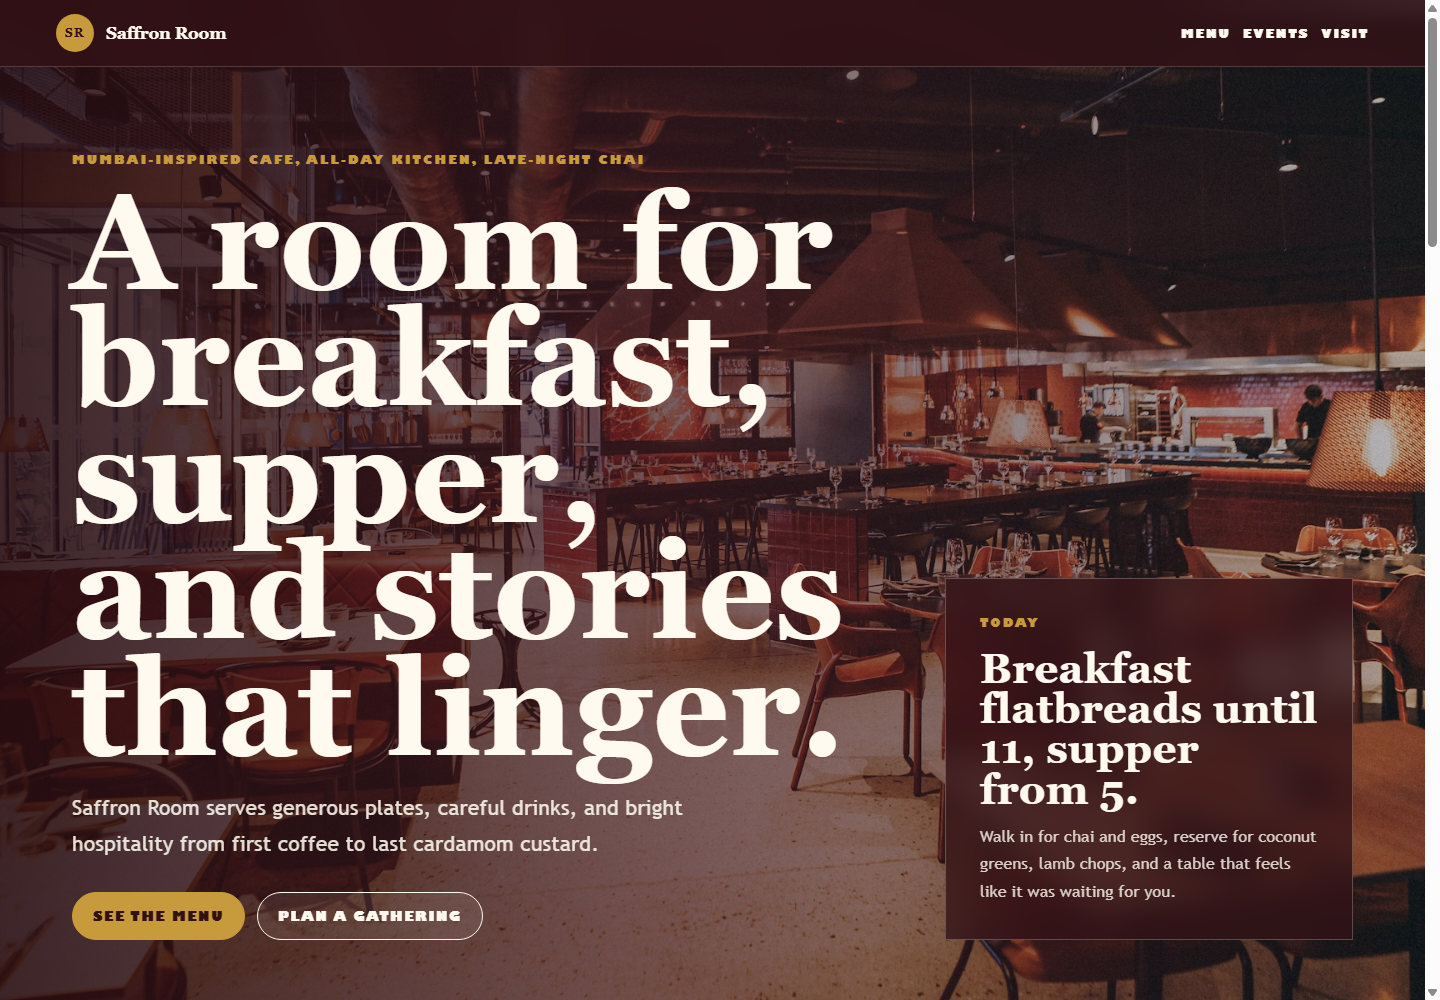 SR
Saffron Room
MENU EVENTS VISIT
MUMBAI-INSPIRED CAFE, ALL-DAY KITCHEN, LATE-NIGHT CHAI
A room for
breakfast,
supper,
and stories
that linger.
Saffron Room serves generous plates, careful drinks, and bright
hospitality from first coffee to last cardamom custard.
SEE THE MENU
PLAN A GATHERING
TODAY
Breakfast
flatbreads until
11, supper
from 5.
Walk in for chai and eggs, reserve for coconut
greens, lamb chops, and a table that feels
like it was waiting for you.